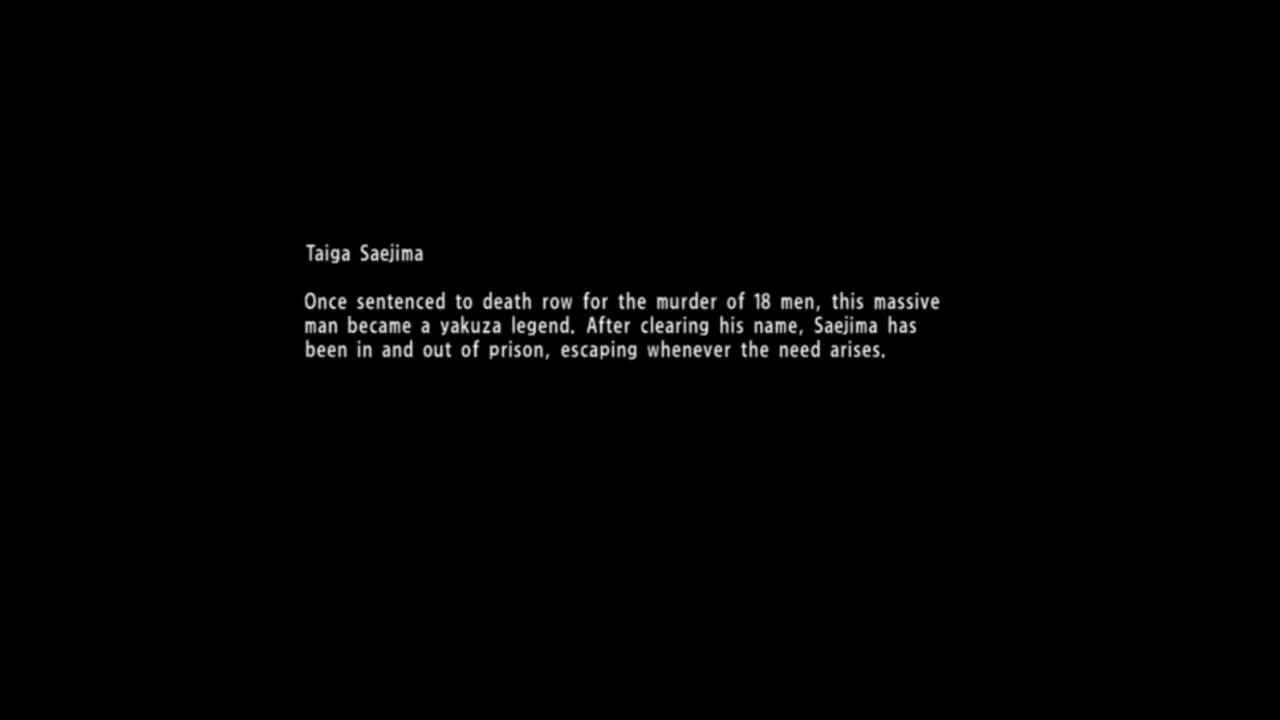 Taiga Saejima
Once sentenced to death row for the murder of 18 men, this massive
man became a yakuza legend. After clearing his name, Saejima has
been in and out of prison, escaping whenever the need arises.